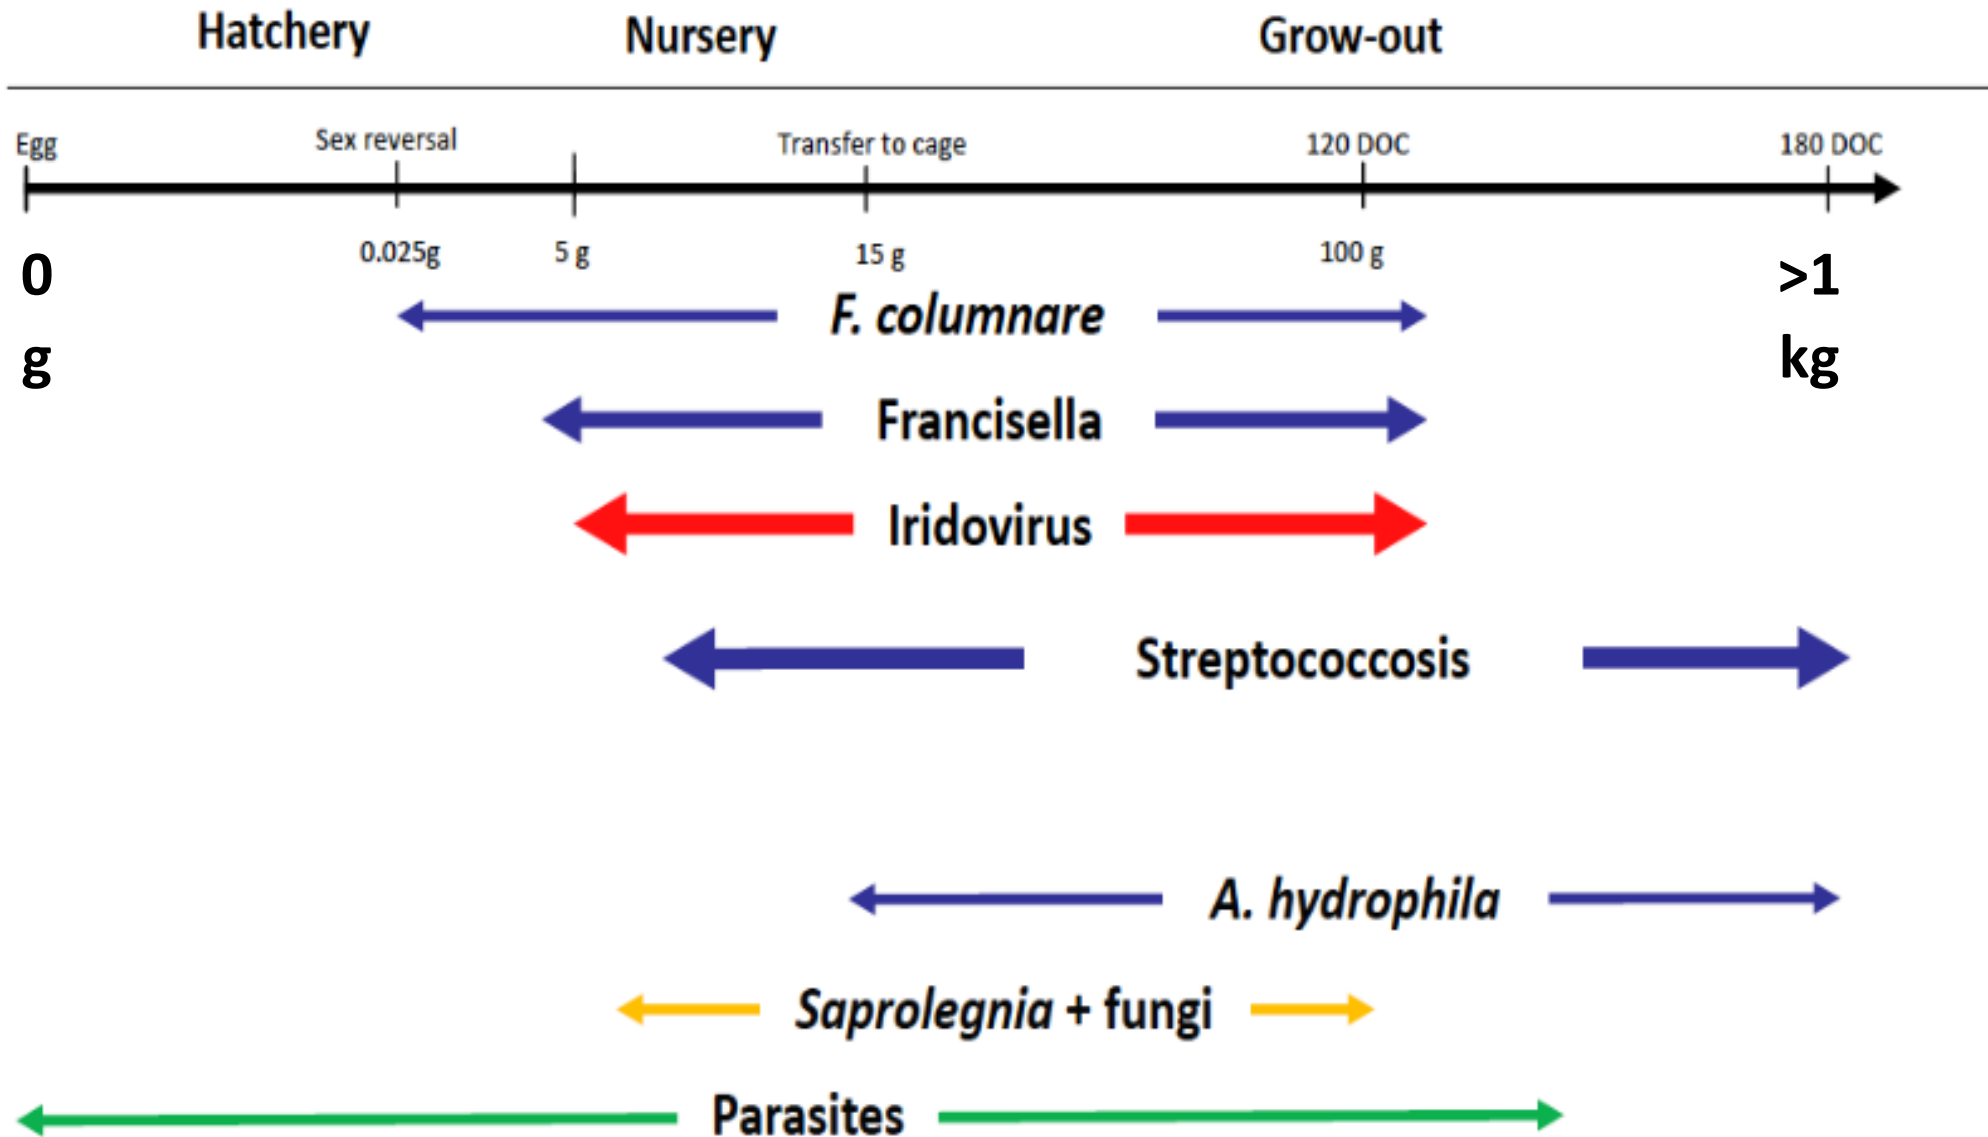 Hatchery Nursery Grow-out
Egg Sex reversal Transfer to cage 120 DOC 180 DOC
0.025g 5 g 15 g 100 g
0
g
>1
kg
F. columnare
Francisella
Iridovirus
Streptococcosis
A. hydrophila
Saprolegnia + fungi
Parasites